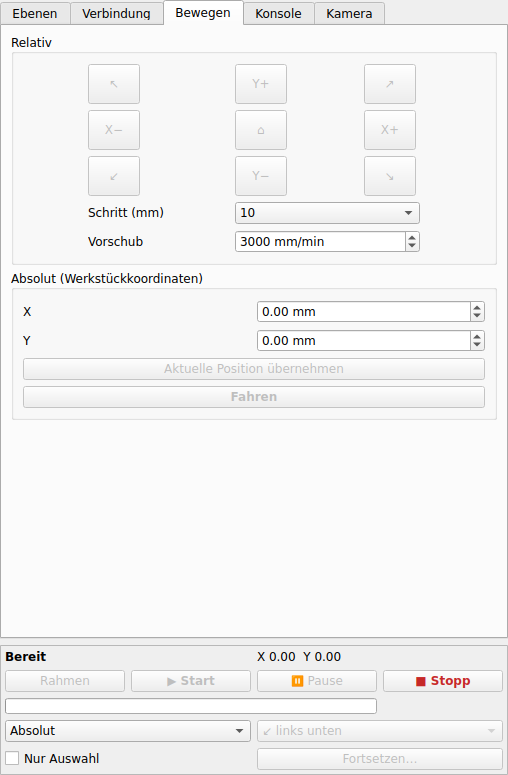 Ebenen Verbindung Bewegen Konsole Kamera
Relativ
↖ Y+ ↗
X− ⌂ X+
↙ Y− ↘
Schritt (mm) 10
Vorschub 3000 mm/min
Absolut (Werkstückkoordinaten)
X 0.00 mm
Y 0.00 mm
Aktuelle Position übernehmen
Fahren
Bereit X 0.00 Y 0.00
Rahmen ▶ Start ⏸ Pause ■ Stopp
Absolut ↙ links unten
Nur Auswahl Fortsetzen...